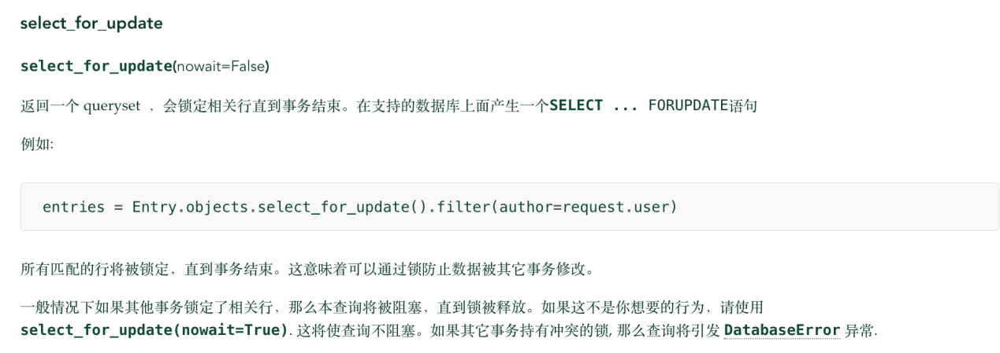 select_for_update
select_for_update(nowait=False)
返回一个 queryset ，会锁定相关行直到事务结束。在支持的数据库上面产生一个SELECT ... FORUPDATE语句
例如:
entries = Entry.objects.select_for_update().filter(author=request.user)
所有匹配的行将被锁定，直到事务结束。这意味着可以通过锁防止数据被其它事务修改。
一般情况下如果其他事务锁定了相关行，那么本查询将被阻塞，直到锁被释放。如果这不是你想要的行为，请使用
select_for_update(nowait=True). 这将使查询不阻塞。如果其它事务持有冲突的锁, 那么查询将引发 DatabaseError 异常.